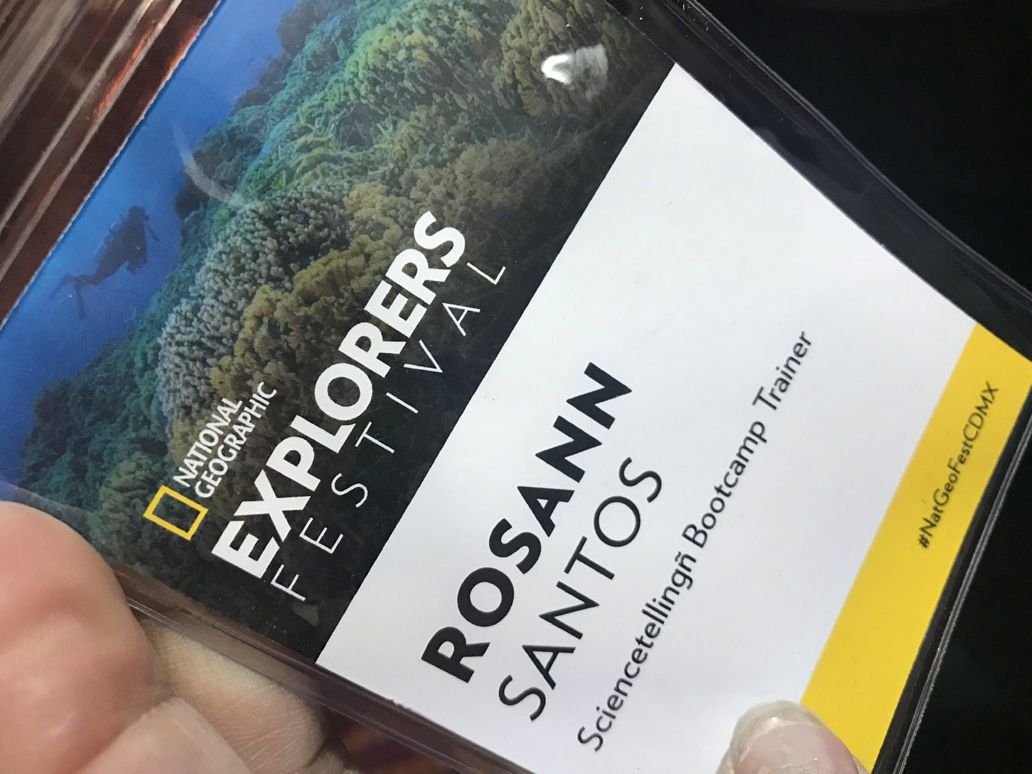 NATIONAL
GEOGRAPHIC
EXPLORERS
FESTIVAL
ROSANN
SANTOS
Sciencetellingñ Bootcamp Trainer
#NatGeoFestCDMX